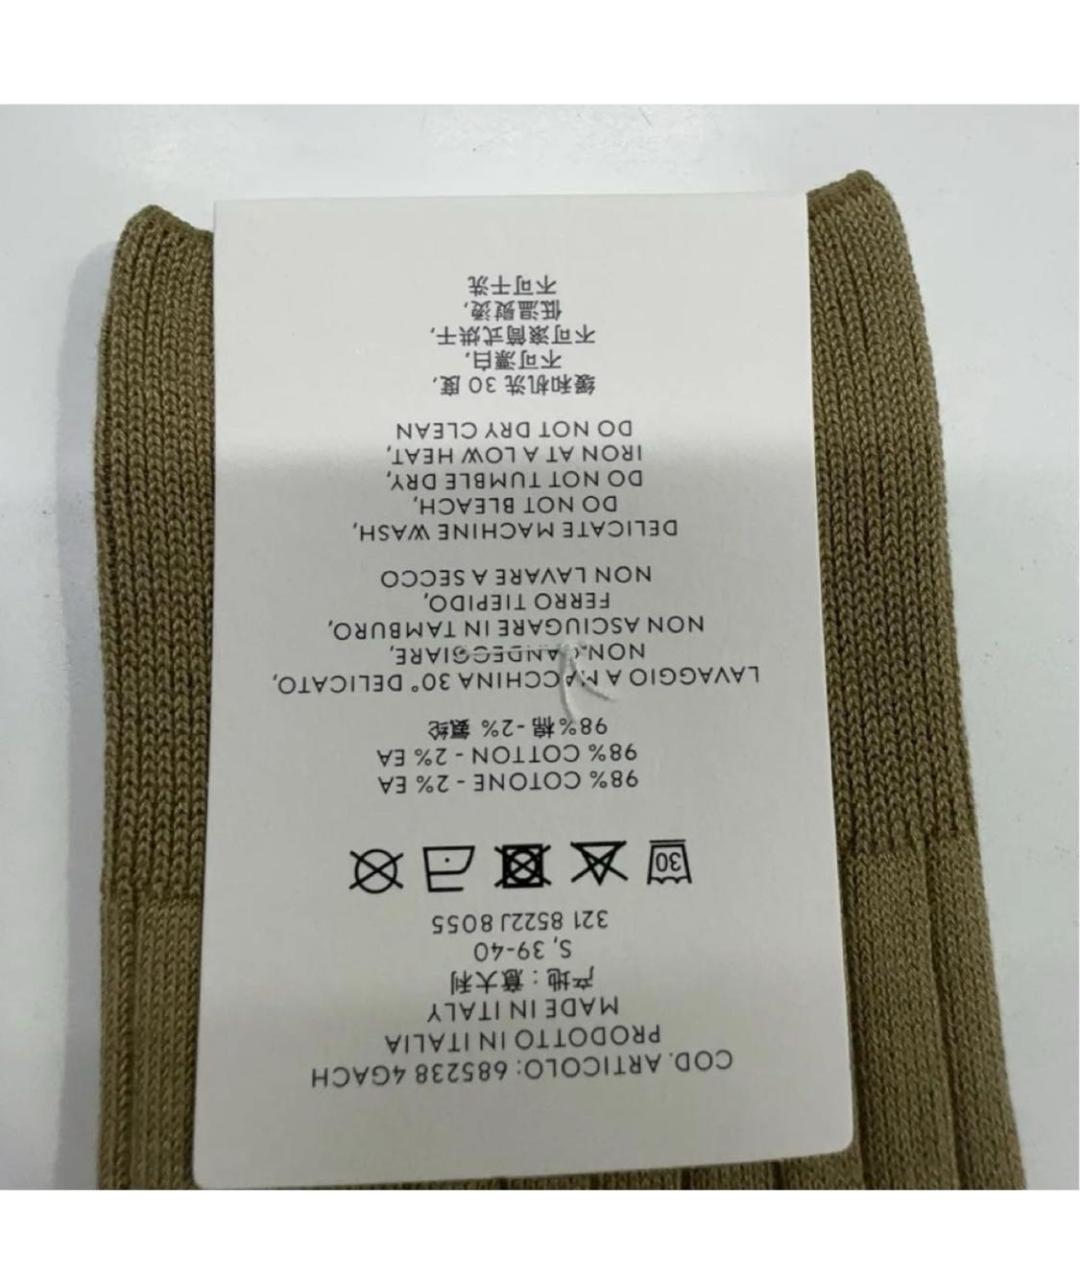 COD. ARTICOLO: 685238 4GACH
PRODOTTO IN ITALIA
MADE IN ITALY
产地：意大利
S, 39-40
321 8522J 8055
30
98% COTONE - 2% EA
98% COTTON - 2% EA
98% 棉 -2% 氨纶
LAVAGGIO A MACCHINA 30° DELICATO,
NON CANDEGGIARE,
NON ASCIUGARE IN TAMBURO,
FERRO TIEPIDO,
NON LAVARE A SECCO
DELICATE MACHINE WASH,
DO NOT BLEACH,
DO NOT TUMBLE DRY,
IRON AT A LOW HEAT,
DO NOT DRY CLEAN
缓和机洗 30 度,
不可漂白,
不可滚筒式烘干,
低温熨烫,
不可干洗